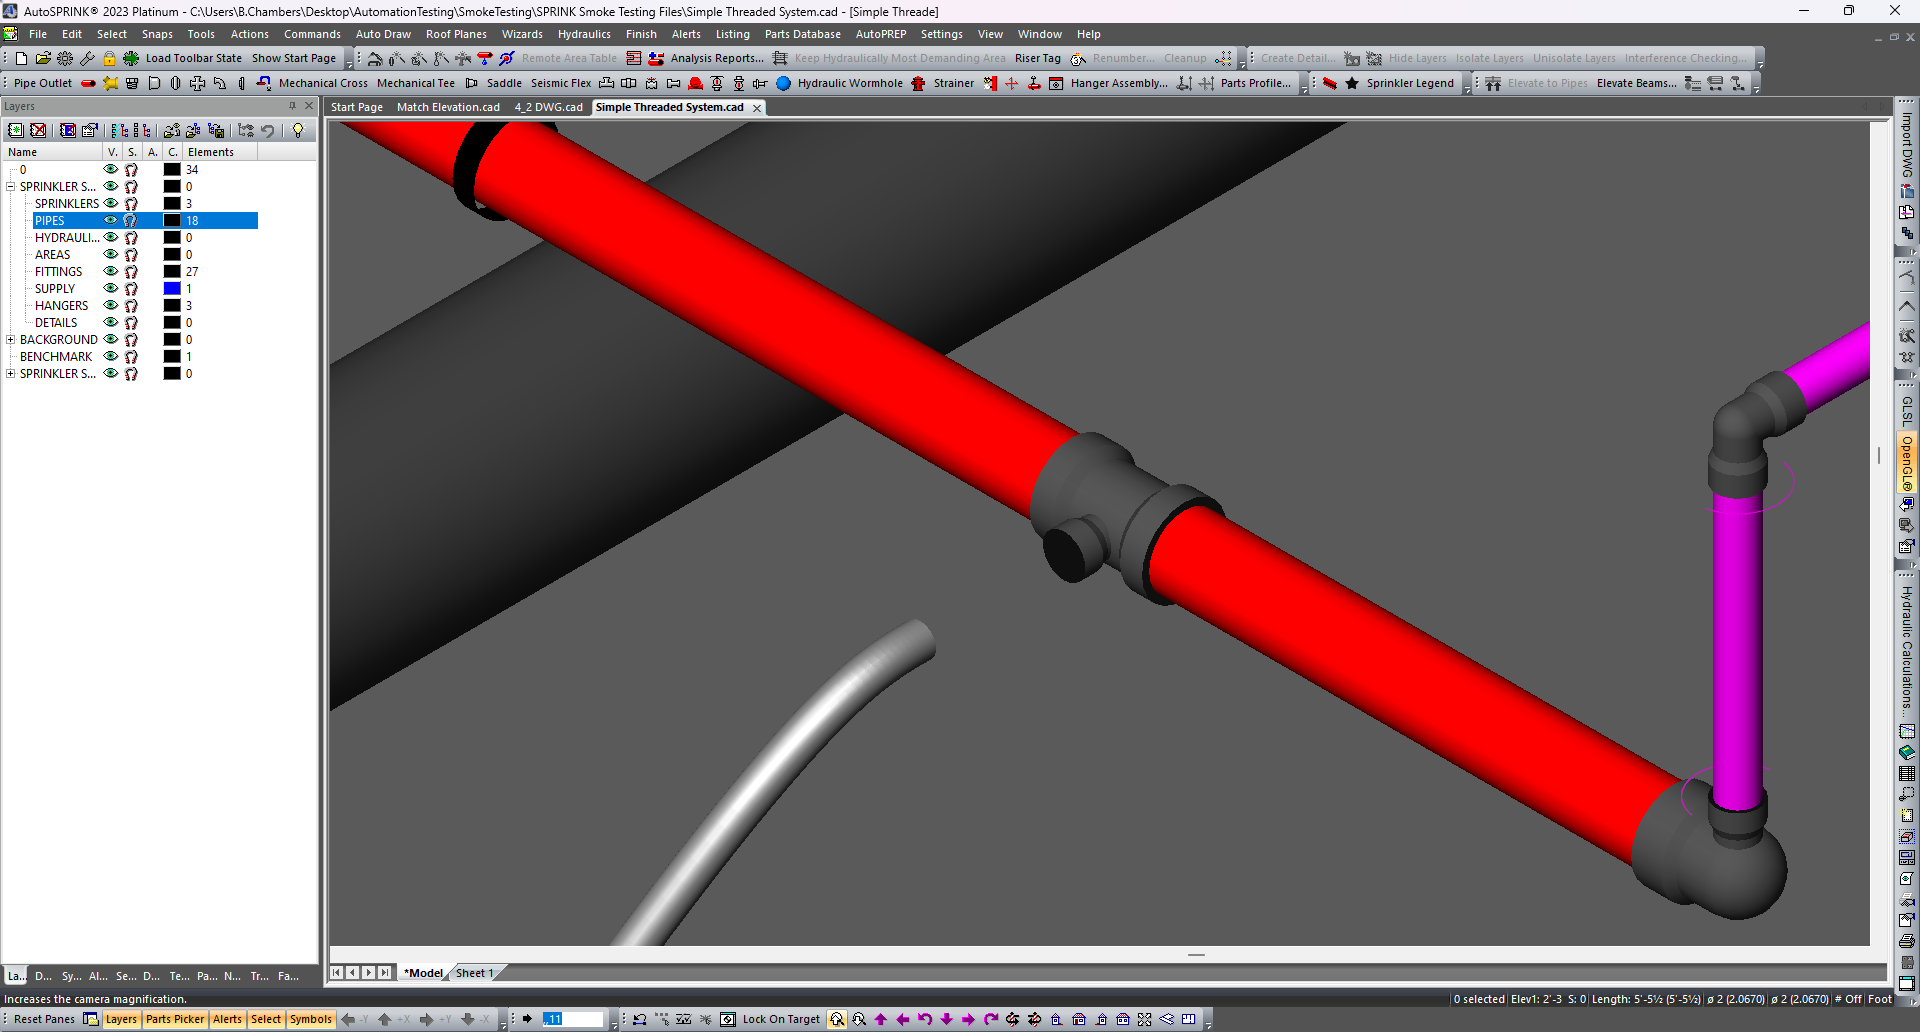 AutoSPRINK® 2023 Platinum - C:\Users\B.Chambers\Desktop\AutomationTesting\SmokeTesting\SPRINK Smoke Testing Files\Simple Threaded System.cad - [Simple Threade]
File Edit Select Snaps Tools Actions Commands Auto Draw Roof Planes Wizards Hydraulics Finish Alerts Listing Parts Database AutoPREP Settings View Window Help
Load Toolbar State Show Start Page Remote Area Table Analysis Reports... Keep Hydraulically Most Demanding Area Riser Tag Renumber... Cleanup Create Detail... Hide Layers Isolate Layers Unisolate Layers Interference Checking...
Pipe Outlet Mechanical Cross Mechanical Tee Saddle Seismic Flex Hydraulic Wormhole Strainer Hanger Assembly... Parts Profile... Sprinkler Legend Elevate to Pipes Elevate Beams...
Layers
Start Page Match Elevation.cad 4_2 DWG.cad Simple Threaded System.cad
Name V. S. A. C. Elements
0 34
SPRINKLER S... 0
SPRINKLERS 3
PIPES 18
HYDRAULI... 0
AREAS 0
FITTINGS 27
SUPPLY 1
HANGERS 3
DETAILS 0
BACKGROUND 0
BENCHMARK 1
SPRINKLER S... 0
Import DWG
GLSL
OpenGL®
Hydraulic Calculations...
La... D... Sy... Al... Se... D... Te... Pa... N... Tr... Fa...
*Model Sheet 1
Increases the camera magnification.
0 selected Elev1: 2'-3 S: 0 Length: 5'-5½ (5'-5½) ø 2 (2.0670) ø 2 (2.0670) # Off Foot
Reset Panes Layers Parts Picker Alerts Select Symbols -Y +X +Y -X ,,11 Lock On Target